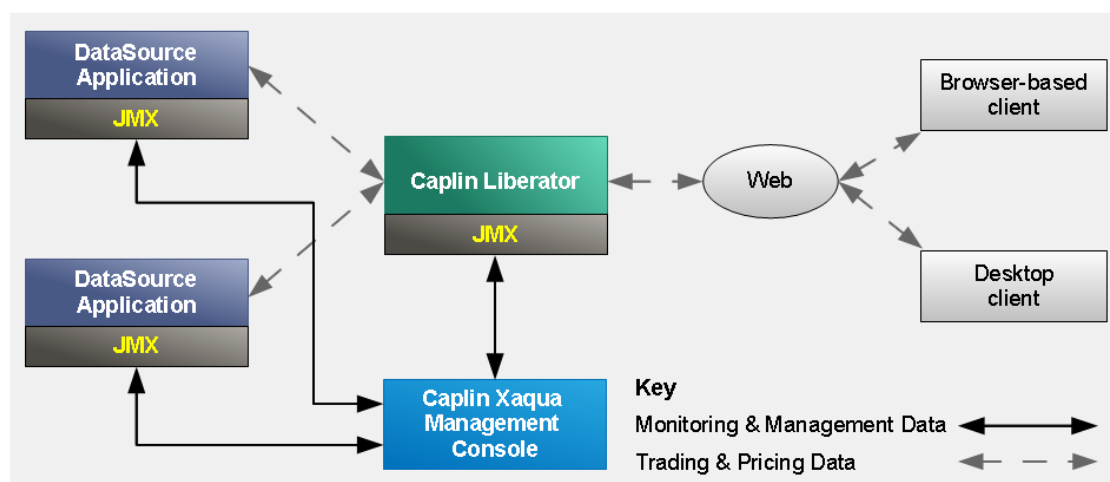 DataSource
Application
JMX
DataSource
Application
JMX
Caplin Liberator
JMX
Caplin Xaqua
Management
Console
Web
Browser-based
client
Desktop
client
Key
Monitoring & Management Data
Trading & Pricing Data